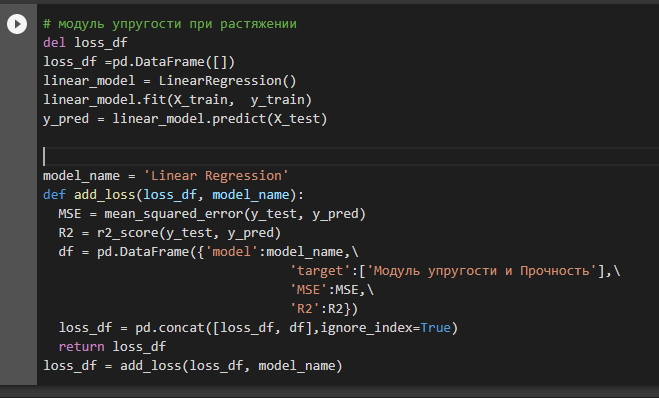 # модуль упругости при растяжении
del loss_df
loss_df =pd.DataFrame([])
linear_model = LinearRegression()
linear_model.fit(X_train,  y_train)
y_pred = linear_model.predict(X_test)
model_name = 'Linear Regression'
def add_loss(loss_df, model_name):
  MSE = mean_squared_error(y_test, y_pred)
  R2 = r2_score(y_test, y_pred)
  df = pd.DataFrame({'model':model_name,\
                               'target':['Модуль упругости и Прочность'],\
                               'MSE':MSE,\
                               'R2':R2})
  loss_df = pd.concat([loss_df, df],ignore_index=True)
  return loss_df
loss_df = add_loss(loss_df, model_name)